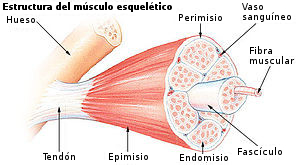 Estructura del músculo esquelético
Hueso
Perimisio
Vaso
sanguíneo
Fibra
muscular
Tendón
Epimisio
Endomisio
Fascículo